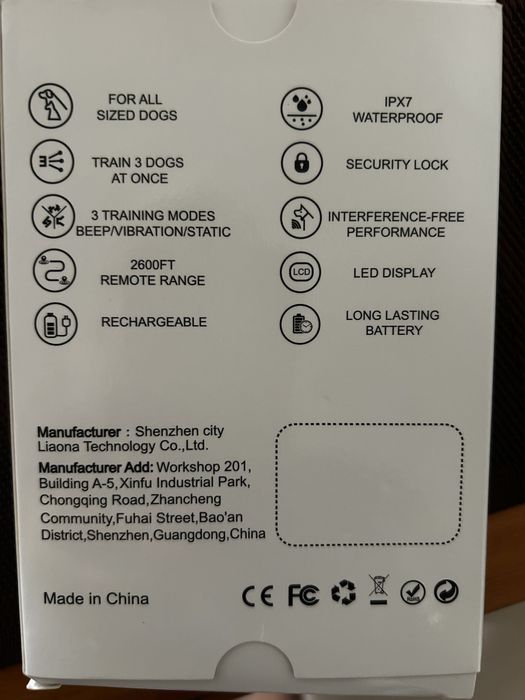 FOR ALL
SIZED DOGS
TRAIN 3 DOGS
AT ONCE
3 TRAINING MODES
BEEP/VIBRATION/STATIC
2600FT
REMOTE RANGE
RECHARGEABLE
IPX7
WATERPROOF
SECURITY LOCK
INTERFERENCE-FREE
PERFORMANCE
LCD
LED DISPLAY
LONG LASTING
BATTERY
Manufacturer : Shenzhen city
Liaona Technology Co.,Ltd.
Manufacturer Add: Workshop 201,
Building A-5,Xinfu Industrial Park,
Chongqing Road,Zhancheng
Community,Fuhai Street,Bao'an
District,Shenzhen,Guangdong,China
Made in China
CE FC RoHS